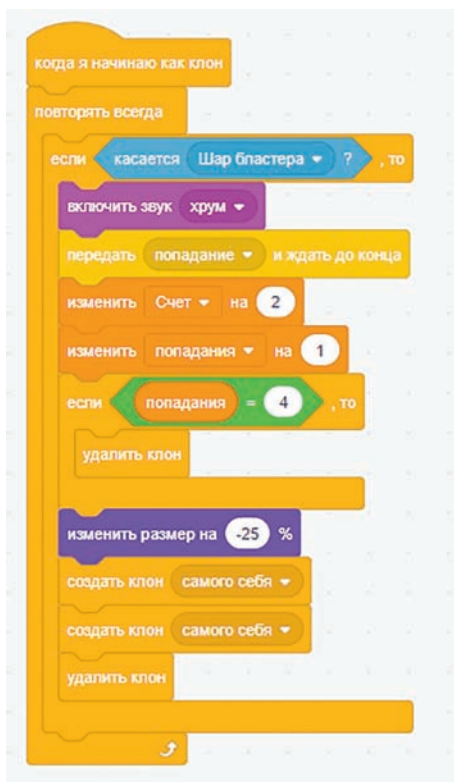 когда я начинаю как клон
повторять всегда
если касается Шар бластера ? , то
включить звук хрум
передать попадание и ждать до конца
изменить Счет на 2
изменить попадания на 1
если попадания = 4 , то
удалить клон
изменить размер на -25 %
создать клон самого себя
создать клон самого себя
удалить клон